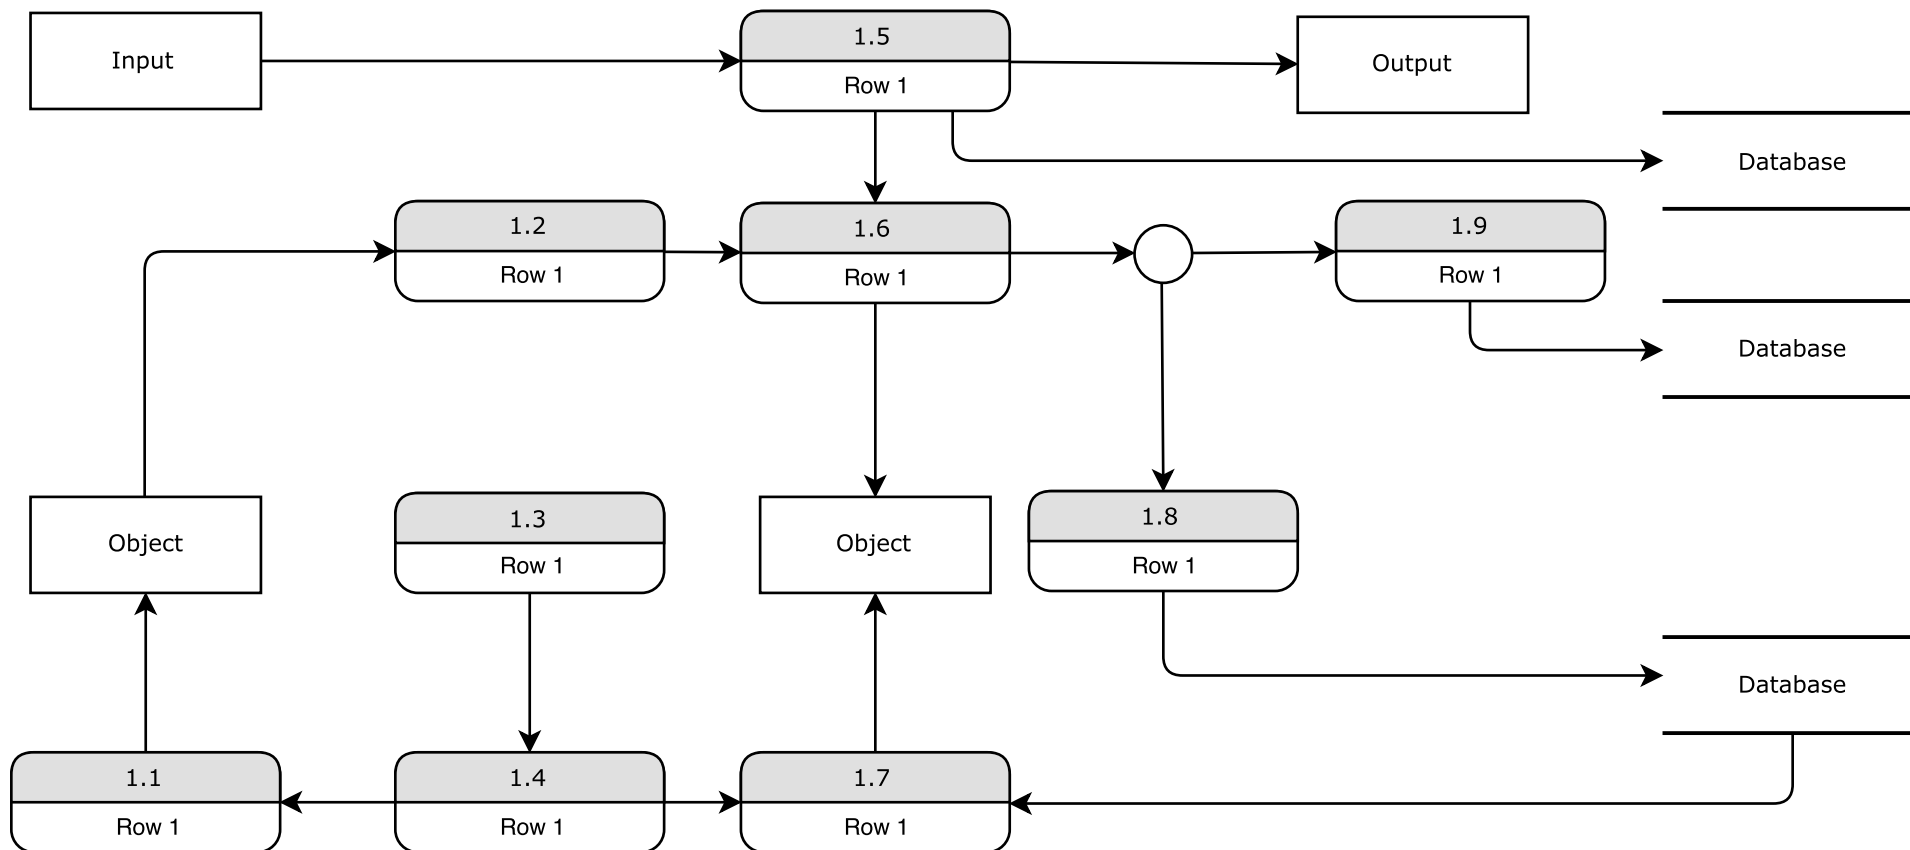 Input
1.5
Row 1
Output
Database
1.2
Row 1
1.6
Row 1
1.9
Row 1
Database
Object
1.3
Row 1
Object
1.8
Row 1
Database
1.1
Row 1
1.4
Row 1
1.7
Row 1